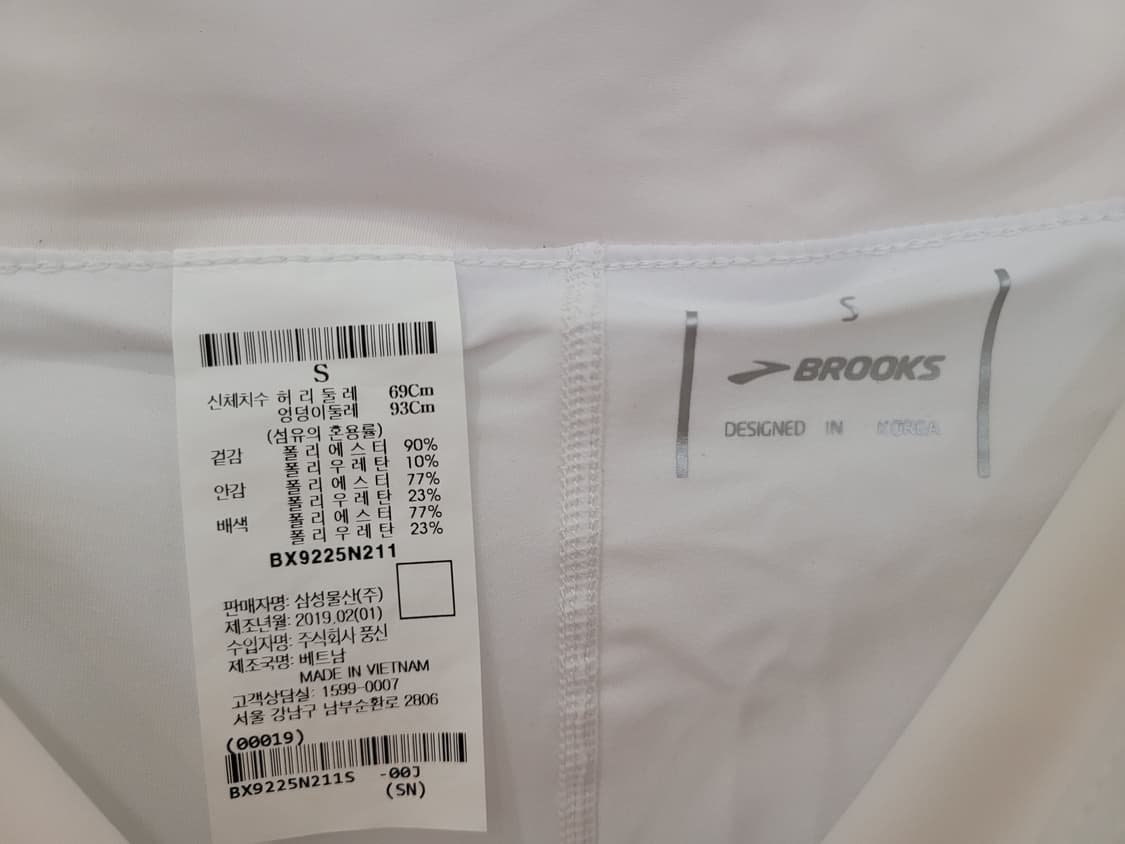 S
신체치수 허리둘레 69Cm
엉덩이둘레 93Cm
(섬유의 혼용률)
겉감 폴리에스터 90%
폴리우레탄 10%
안감 폴리에스터 77%
폴리우레탄 23%
배색 폴리에스터 77%
폴리우레탄 23%
BX9225N211
판매자명: 삼성물산(주)
제조년월: 2019.02(01)
수입자명: 주식회사 풍신
제조국명: 베트남
MADE IN VIETNAM
고객상담실: 1599-0007
서울 강남구 남부순환로 2806
(00019)
BX9225N211S -00J
(SN)
S
BROOKS
DESIGNED IN KOREA